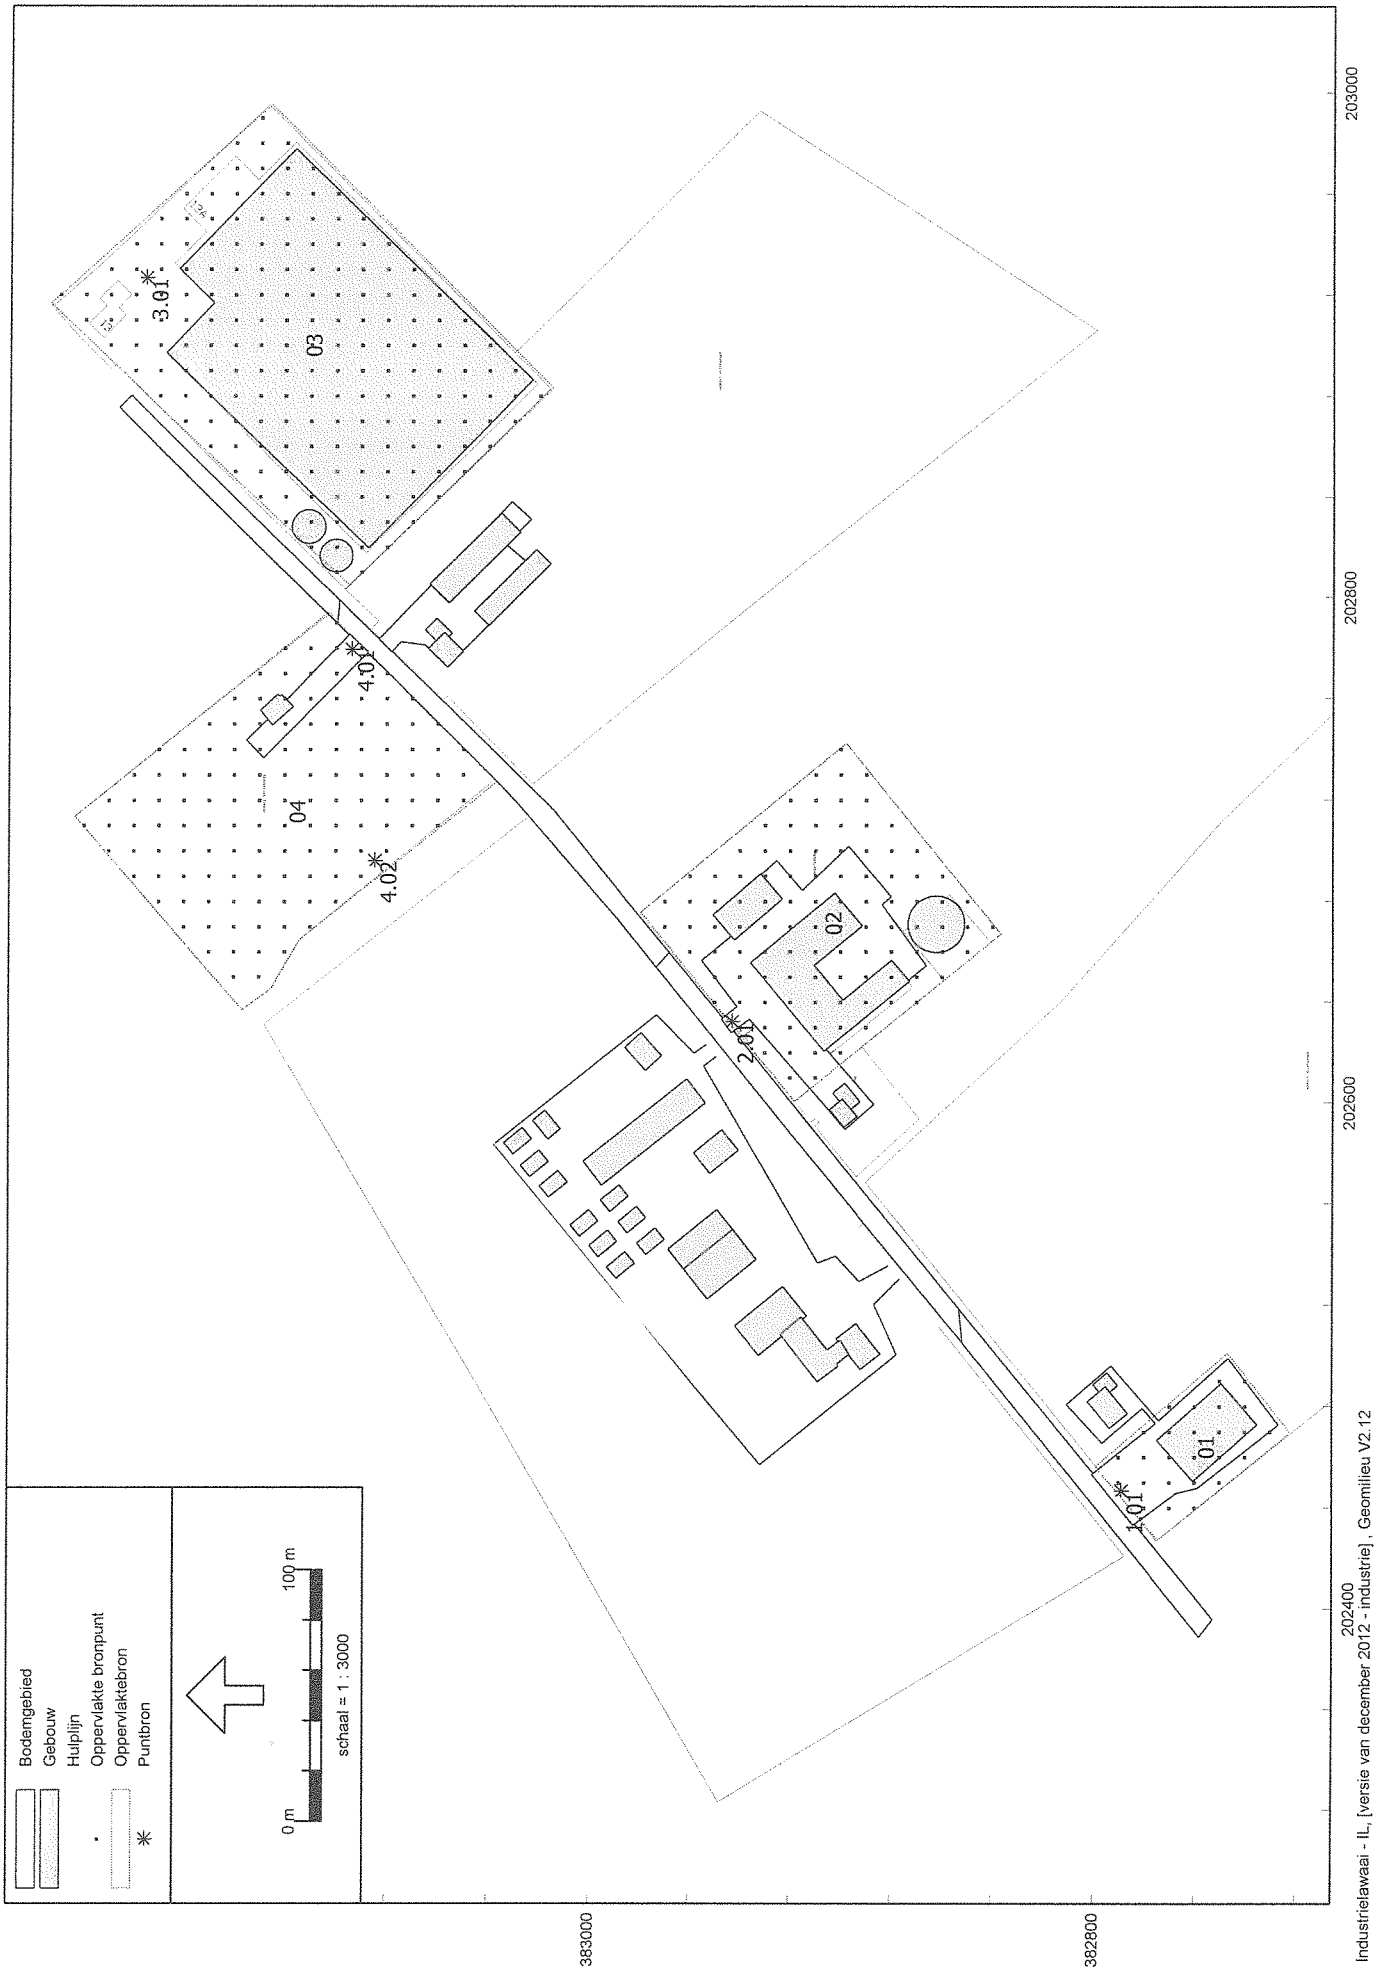 Bodemgebied
Gebouw
Hulplijn
Oppervlakte bronpunt
Oppervlaktebron
Puntbron
0 m
100 m
schaal = 1 : 3000
3.01
12A
03
4.01
04
4.02
02
2.01
01
1.01
383000
382800
202400
202600
202800
203000
Industrielawaai - IL, [versie van december 2012 - industrie] , Geomilieu V2.12